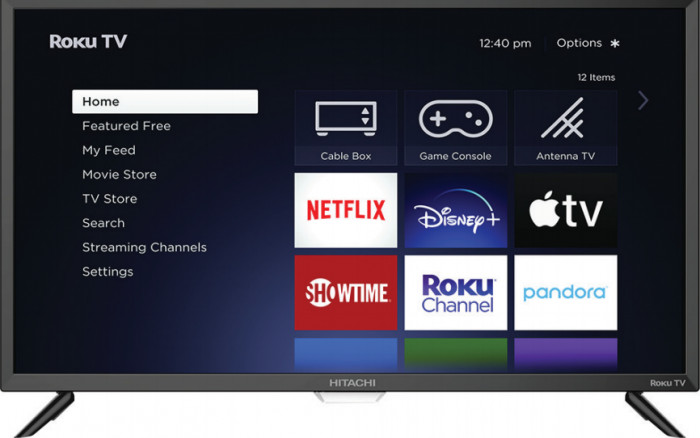 Roku TV
12:40 pm
Options *
12 Items
Home
Featured Free
My Feed
Movie Store
TV Store
Search
Streaming Channels
Settings
Cable Box
Game Console
Antenna TV
NETFLIX
Disney+
tv
SHOWTIME
Roku
Channel
pandora
HITACHI
Roku TV